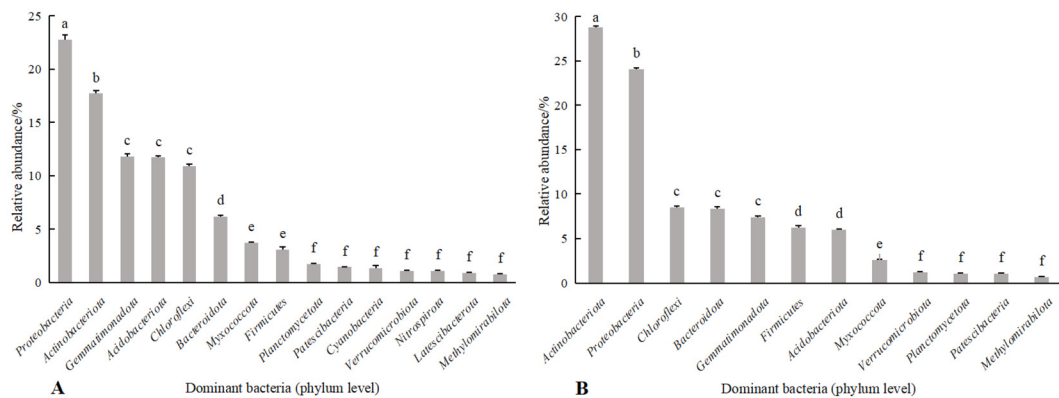 25
20
15
10
5
0
Relative abundance/%
a
b
c
c
c
d
e
e
f
f
f
f
f
f
f
Proteobacteria
Actinobacteriota
Gemmatimonadota
Acidobacteriota
Chloroflexi
Bacteroidota
Myxococcota
Firmicutes
Planctomycetota
Patescibacteria
Cyanobacteria
Verrucomicrobiota
Nitrospirota
Latescibacterota
Methylomirabilota
A
Dominant bacteria (phylum level)
30
25
20
15
10
5
0
Relative abundance/%
a
b
c
c
c
d
d
e
f
f
f
f
Actinobacteriota
Proteobacteria
Chloroflexi
Bacteroidota
Gemmatimonadota
Firmicutes
Acidobacteriota
Myxococcota
Verrucomicrobiota
Planctomycetota
Patescibacteria
Methylomirabilota
B
Dominant bacteria (phylum level)